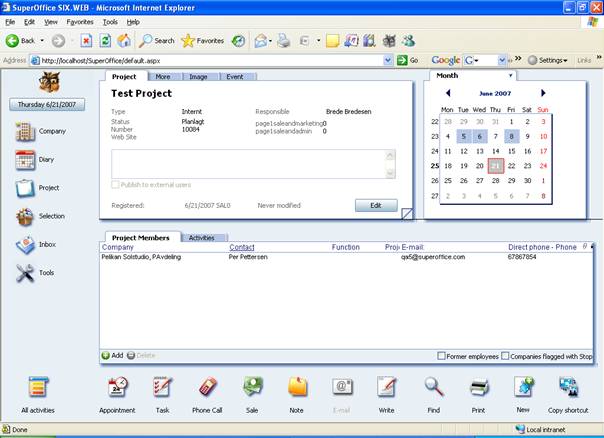 SuperOffice SIX.WEB - Microsoft Internet Explorer
File Edit View Favorites Tools Help
Back Search Favorites
Address http://localhost/SuperOffice/default.aspx Go Google G Settings Links
Thursday 6/21/2007
Company
Diary
Project
Selection
Inbox
Tools
Project More Image Event
Test Project
Type Internt Responsible Brede Bredesen
Status Planlagt page1saleandmarketing0
Number 10084 page1saleandadmin 0
Web Site
Publish to external users
Registered: 6/21/2007 SAL0 Never modified Edit
Month
June 2007
Mon Tue Wed Thu Fri Sat Sun
22 28 29 30 31 1 2 3
23 4 5 6 7 8 9 10
24 11 12 13 14 15 16 17
25 18 19 20 21 22 23 24
26 25 26 27 28 29 30 1
27 2 3 4 5 6 7 8
Project Members Activities
Company Contact Function Proj E-mail Direct phone - Phone
Pelikan Solstudio, PAvdeling Per Pettersen qa5@superoffice.com 67867854
Add Delete Former employees Companies flagged with Stop
All activities Appointment Task Phone Call Sale Note E-mail Write Find Print New Copy shortcut
Done Local intranet